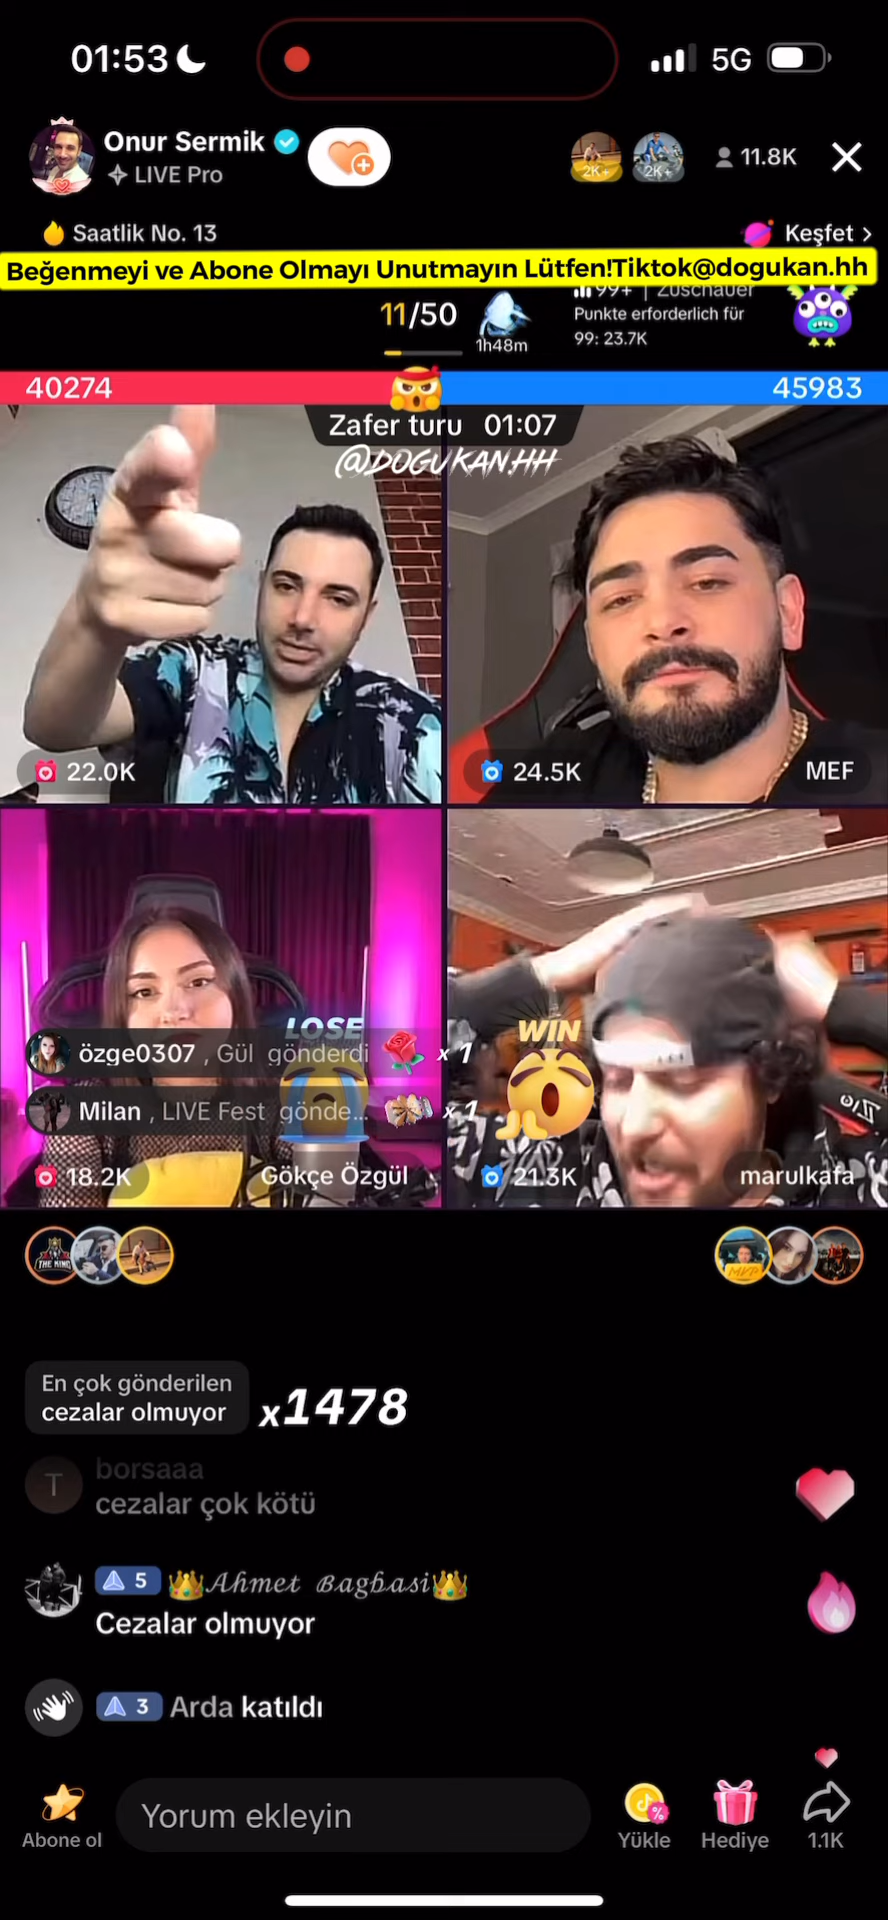 01:53
5G
Onur Sermik
LIVE Pro
2K+
2K+
11.8K
Saatlik No. 13
Keşfet >
Beğenmeyi ve Abone Olmayı Unutmayın Lütfen!Tiktok@dogukan.hh
11/50
1h48m
99+ | Zuschauer
Punkte erforderlich für
99: 23.7K
40274
45983
Zafer turu 01:07
@DOGUKAN.HH
22.0K
24.5K
MEF
LOSE
WIN
özge0307 , Gül gönderdi x 1
Milan , LIVE Fest gönde... x 1
18.2K
Gökçe Özgül
21.3K
marulkafa
THE KING
MVP
En çok gönderilen
cezalar olmuyor
x1478
T
borsaaa
cezalar çok kötü
5 Ahmet Bagbasi
Cezalar olmuyor
3 Arda katıldı
Abone ol
Yorum ekleyin
Yükle
Hediye
1.1K